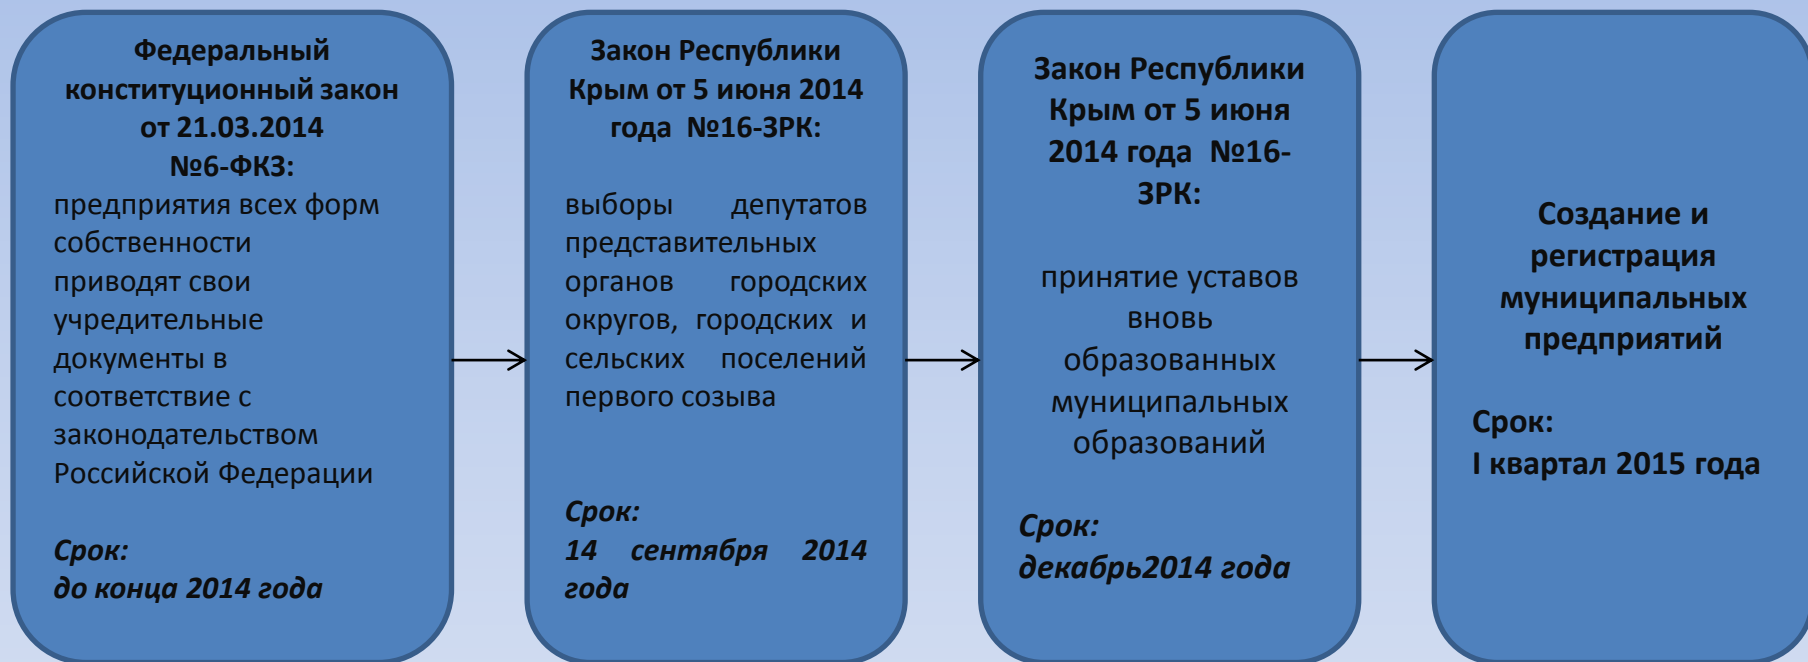 Федеральный
конституционный закон
от 21.03.2014
№6-ФКЗ:
предприятия всех форм
собственности
приводят свои
учредительные
документы в
соответствие с
законодательством
Российской Федерации
Срок:
до конца 2014 года
Закон Республики
Крым от 5 июня 2014
года №16-ЗРК:
выборы депутатов
представительных
органов городских
округов, городских и
сельских поселений
первого созыва
Срок:
14 сентября 2014
года
Закон Республики
Крым от 5 июня
2014 года №16-
ЗРК:
принятие уставов
вновь
образованных
муниципальных
образований
Срок:
декабрь2014 года
Создание и
регистрация
муниципальных
предприятий
Срок:
I квартал 2015 года